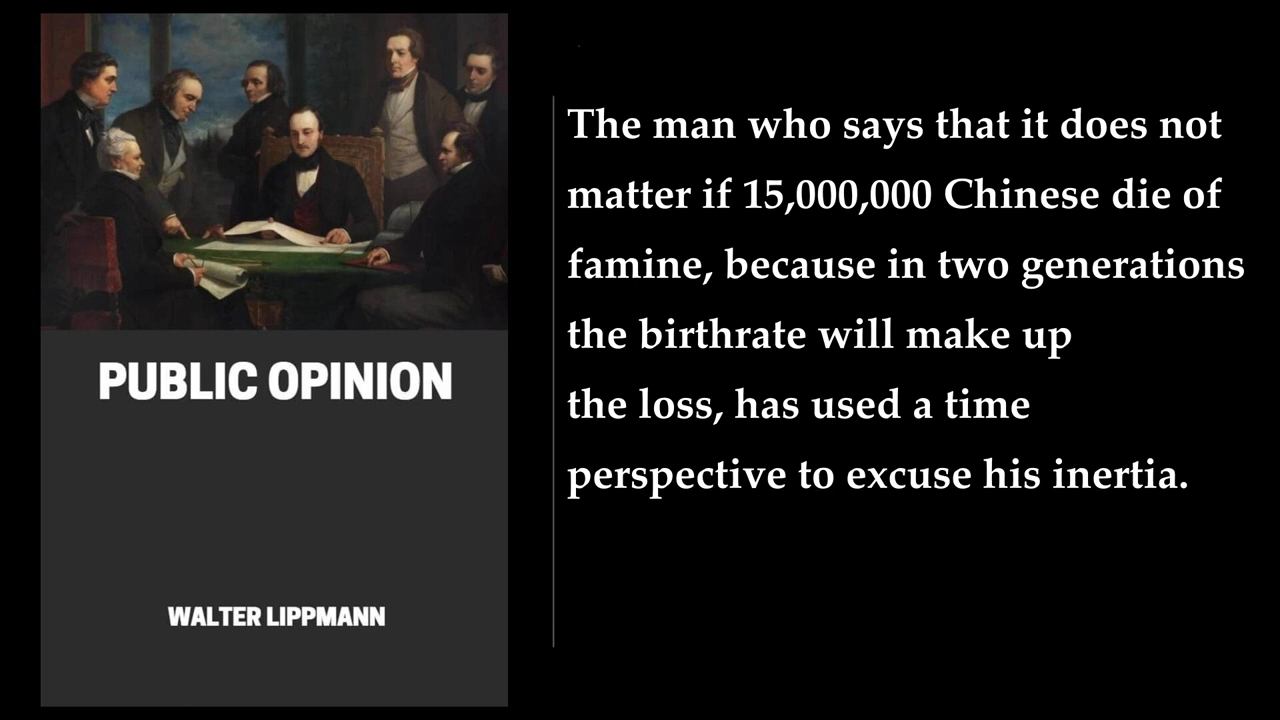 PUBLIC OPINION
WALTER LIPPMANN
The man who says that it does not
matter if 15,000,000 Chinese die of
famine, because in two generations
the birthrate will make up
the loss, has used a time
perspective to excuse his inertia.